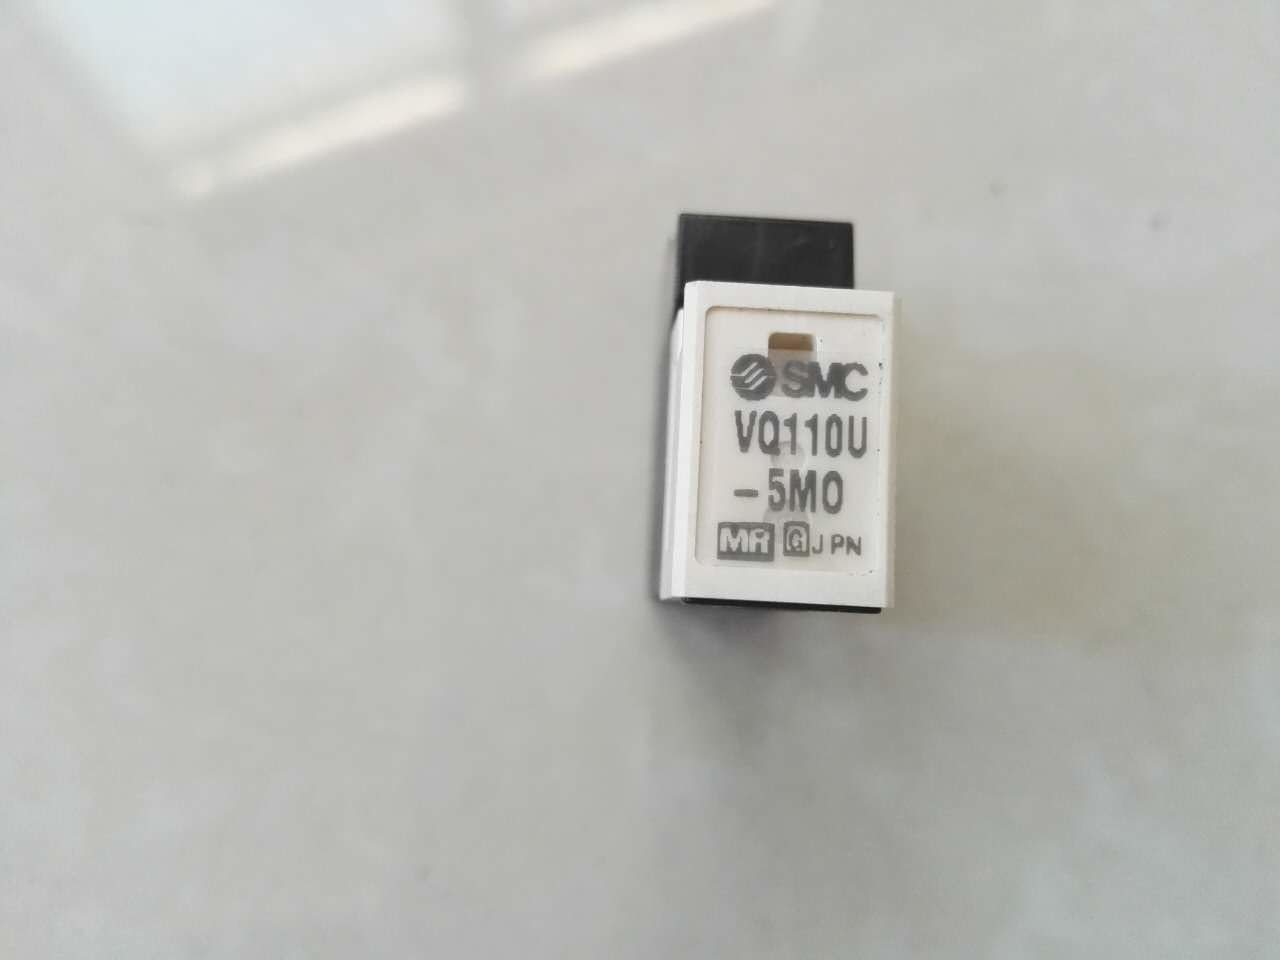 SMC
VQ110U
-5MO
MR G JPN